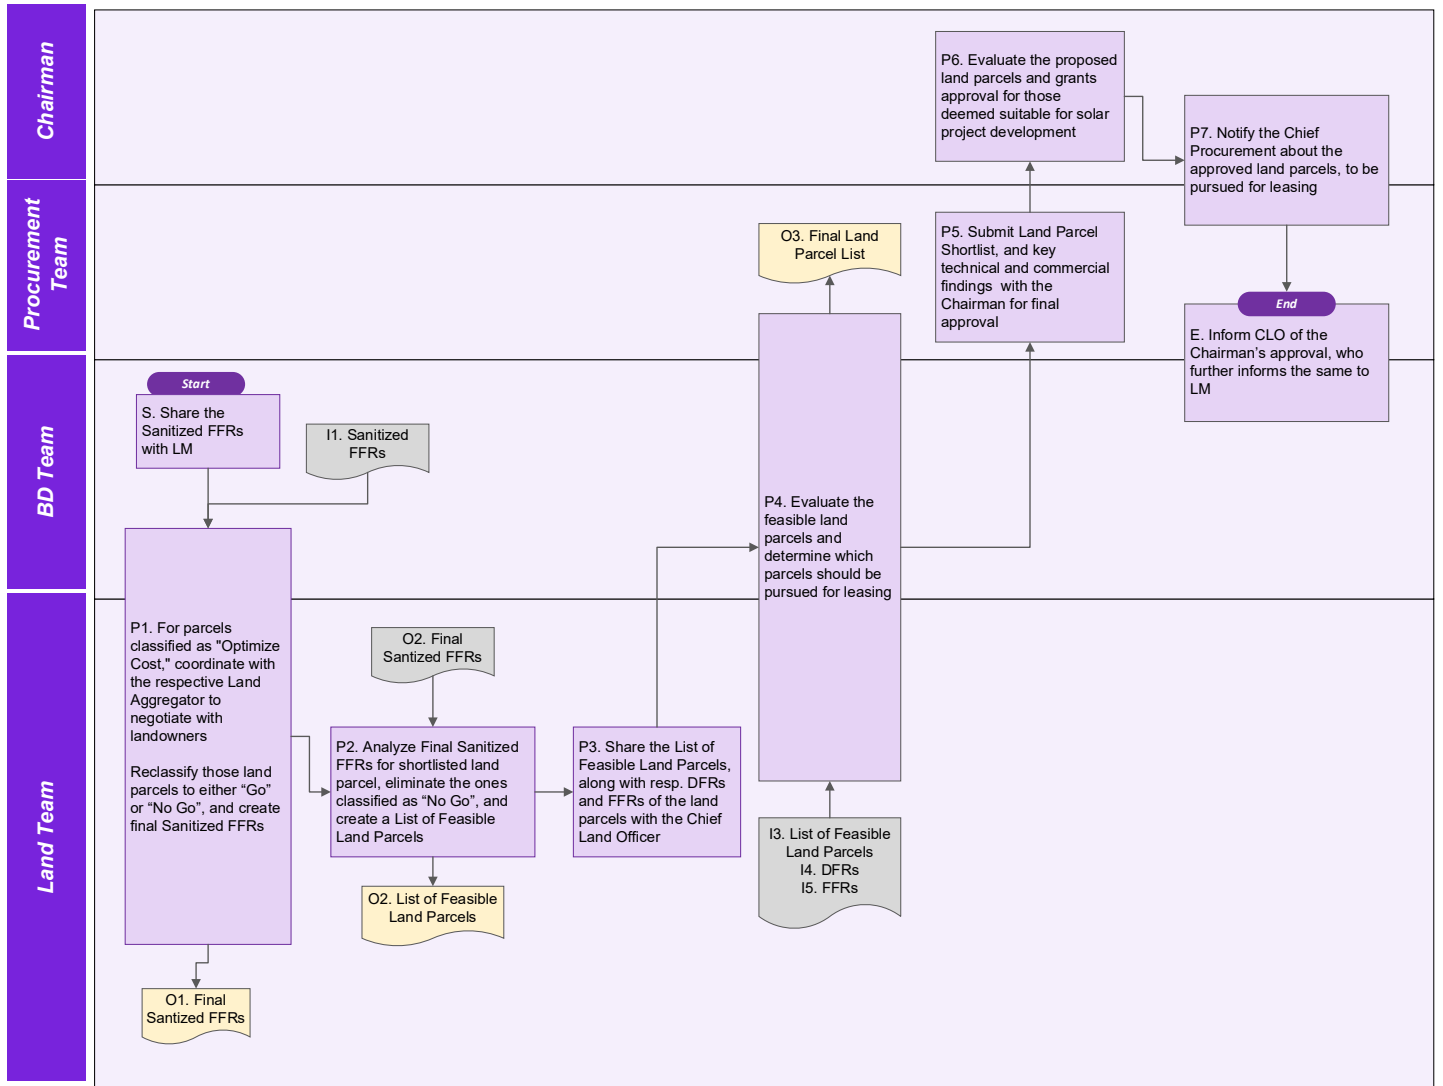 Chairman
Procurement
Team
BD Team
Land Team
P6. Evaluate the proposed
land parcels and grants
approval for those
deemed suitable for solar
project development
P7. Notify the Chief
Procurement about the
approved land parcels, to be
pursued for leasing
O3. Final Land
Parcel List
P5. Submit Land Parcel
Shortlist, and key
technical and commercial
findings  with the
Chairman for final
approval
End
E. Inform CLO of the
Chairman's approval, who
further informs the same to
LM
Start
S. Share the
Sanitized FFRs
with LM
I1. Sanitized
FFRs
P4. Evaluate the
feasible land
parcels and
determine which
parcels should be
pursued for leasing
P1. For parcels
classified as "Optimize
Cost," coordinate with
the respective Land
Aggregator to
negotiate with
landowners
Reclassify those land
parcels to either “Go”
or “No Go”, and create
final Sanitized FFRs
O2. Final
Santized FFRs
P2. Analyze Final Sanitized
FFRs for shortlisted land
parcel, eliminate the ones
classified as “No Go”, and
create a List of Feasible
Land Parcels
P3. Share the List of
Feasible Land Parcels,
along with resp. DFRs
and FFRs of the land
parcels with the Chief
Land Officer
I3. List of Feasible
Land Parcels
I4. DFRs
I5. FFRs
O2. List of Feasible
Land Parcels
O1. Final
Santized FFRs